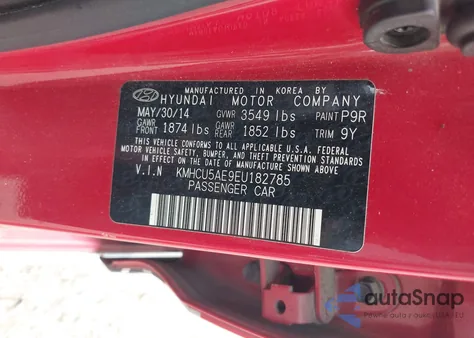 MANUFACTURED IN KOREA BY
HYUNDAI MOTOR COMPANY
MAY/30/14 GVWR 3549 lbs PAINT P9R
GAWR FRONT 1874 lbs GAWR REAR 1852 lbs TRIM 9Y
THIS VEHICLE CONFORMS TO ALL APPLICABLE U.S.A. FEDERAL
MOTOR VEHICLE SAFETY, BUMPER, AND THEFT PREVENTION STANDARDS
IN EFFECT ON THE DATE OF MANUFACTURE SHOWN ABOVE.
V.I.N KMHCU5AE9EU182785
PASSENGER CAR
autoSnap